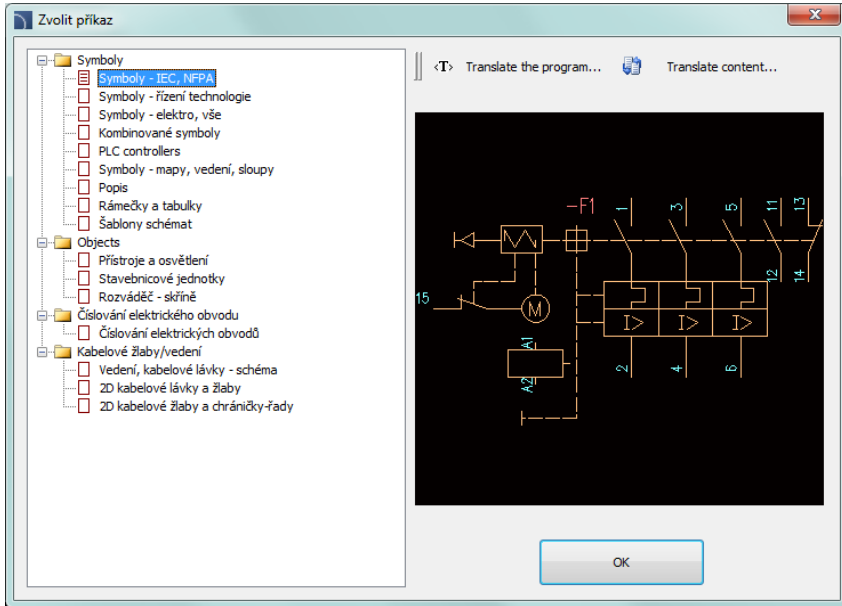 Zvolit příkaz
Symboly
Symboly - IEC, NFPA
Symboly - řízení technologie
Symboly - elektro, vše
Kombinované symboly
PLC controllers
Symboly - mapy, vedení, sloupy
Popis
Rámečky a tabulky
Šablony schémat
Objects
Přístroje a osvětlení
Stavebnicové jednotky
Rozváděč - skříně
Číslování elektrického obvodu
Číslování elektrických obvodů
Kabelové žlaby/vedení
Vedení, kabelové lávky - schéma
2D kabelové lávky a žlaby
2D kabelové žlaby a chráničky-řady
<T> Translate the program... Translate content...
-F1 1 3 5 11 13
12 14
15
M
I> I> I>
A1
A2
2 4 6
OK